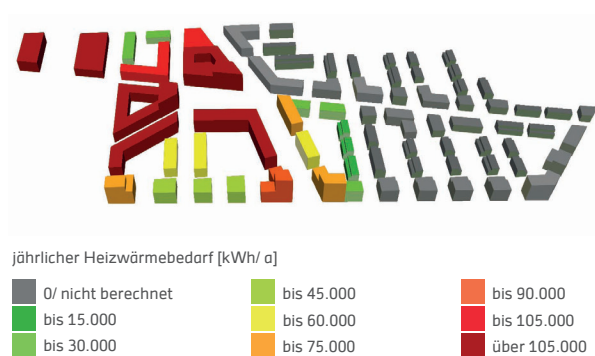 jährlicher Heizwärmebedarf [kWh/ a]
0/ nicht berechnet
bis 15.000
bis 30.000
bis 45.000
bis 60.000
bis 75.000
bis 90.000
bis 105.000
über 105.000